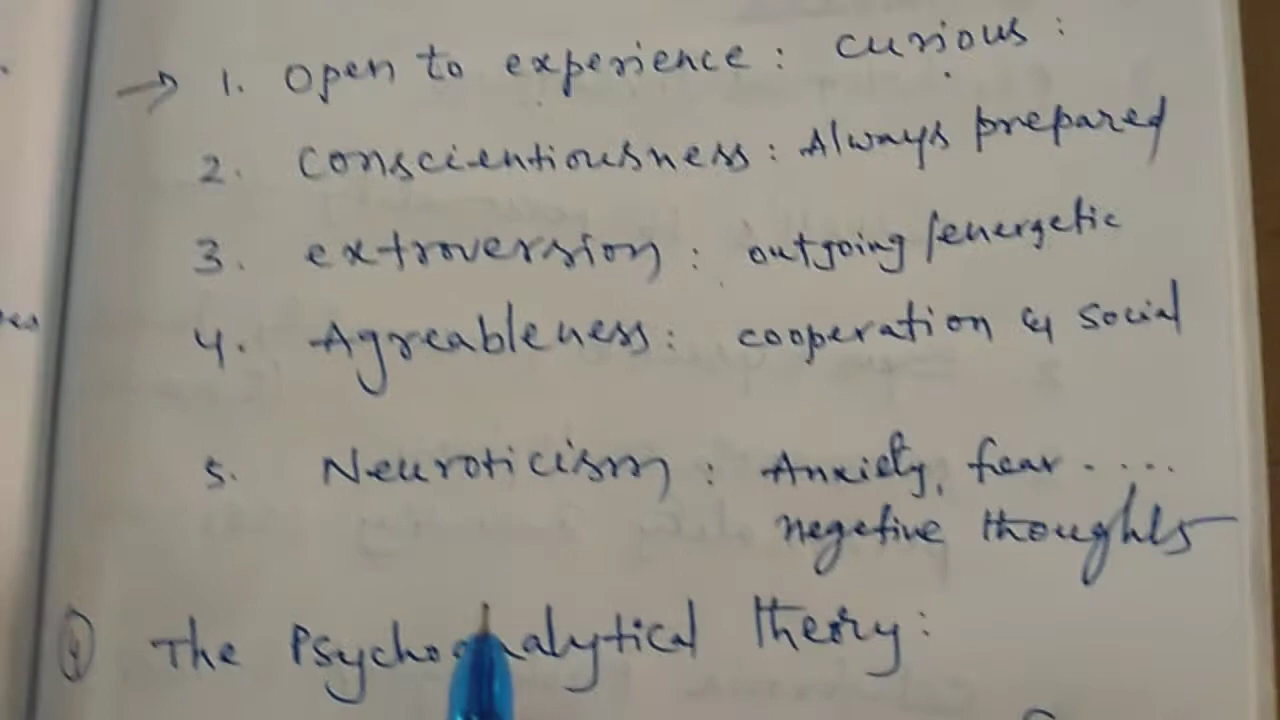 → 1. Open to experience : curious :
2. Conscientiousness : Always prepared
3. extroversion : outgoing / energetic
4. Agreeableness : cooperation & social
5. Neuroticism : Anxiety, fear .....
negative thoughts
The Psychoanalytical Theory :